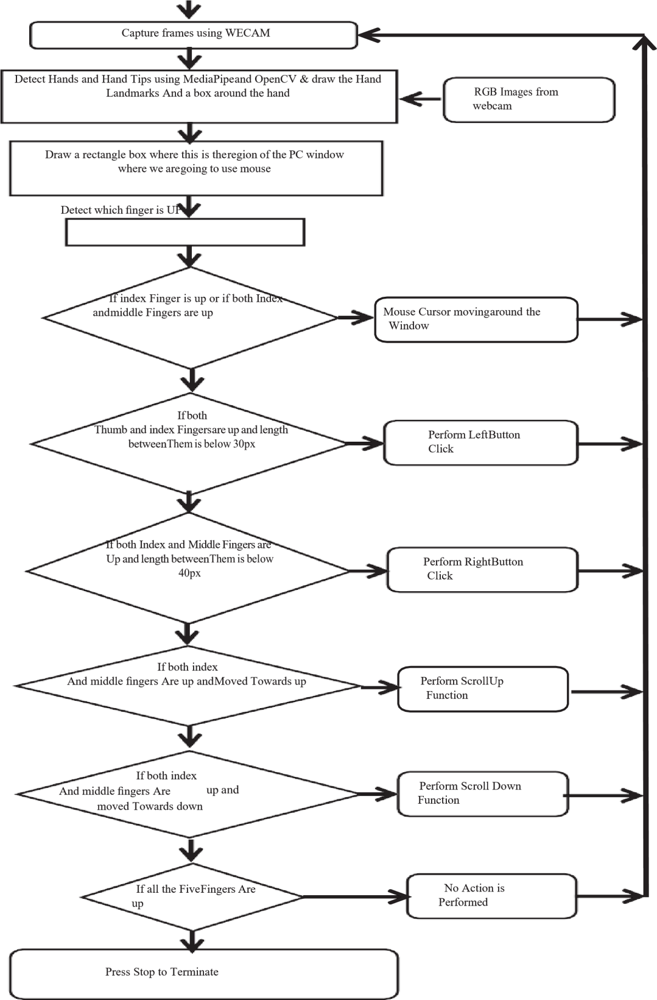 Capture frames using WECAM
Detect Hands and Hand Tips using MediaPipeand OpenCV & draw the Hand
Landmarks And a box around the hand
RGB Images from
webcam
Draw a rectangle box where this is theregion of the PC window
where we aregoing to use mouse
Detect which finger is UP
If index Finger is up or if both Index
andmiddle Fingers are up
Mouse Cursor movingaround the
Window
If both
Thumb and index Fingersare up and length
betweenThem is below 30px
Perform LeftButton
Click
If both Index and Middle Fingers are
Up and length betweenThem is below
40px
Perform RightButton
Click
If both index
And middle fingers Are up andMoved Towards up
Perform ScrollUp
Function
If both index
And middle fingers Are up and
moved Towards down
Perform Scroll Down
Function
If all the FiveFingers Are
up
No Action is
Performed
Press Stop to Terminate